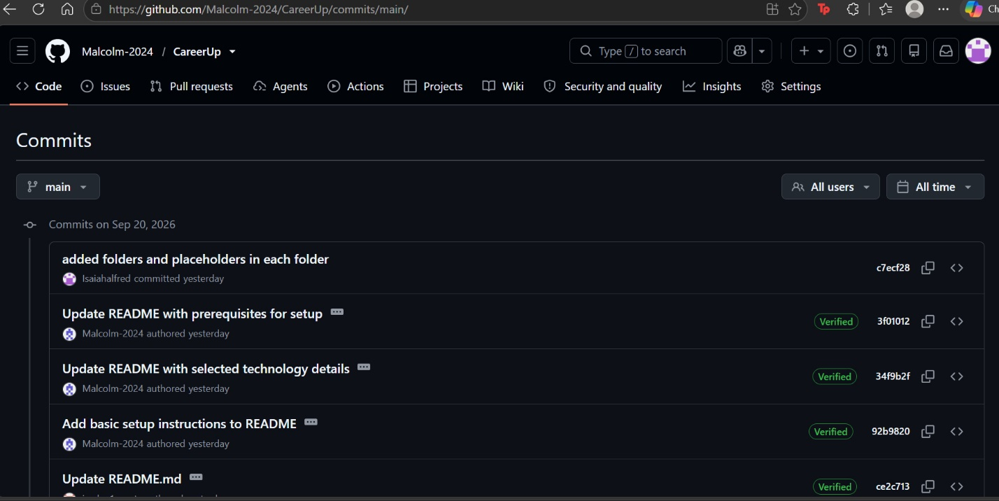 https://github.com/Malcolm-2024/CareerUp/commits/main/
Malcolm-2024 / CareerUp
Type / to search
Code Issues Pull requests Agents Actions Projects Wiki Security and quality Insights Settings
Commits
main All users All time
Commits on Sep 20, 2026
added folders and placeholders in each folder
c7ecf28
Isaiahalfred committed yesterday
Update README with prerequisites for setup
Verified 3f01012
Malcolm-2024 authored yesterday
Update README with selected technology details
Verified 34f9b2f
Malcolm-2024 authored yesterday
Add basic setup instructions to README
Verified 92b9820
Malcolm-2024 authored yesterday
Update README.md
Verified ce2c713